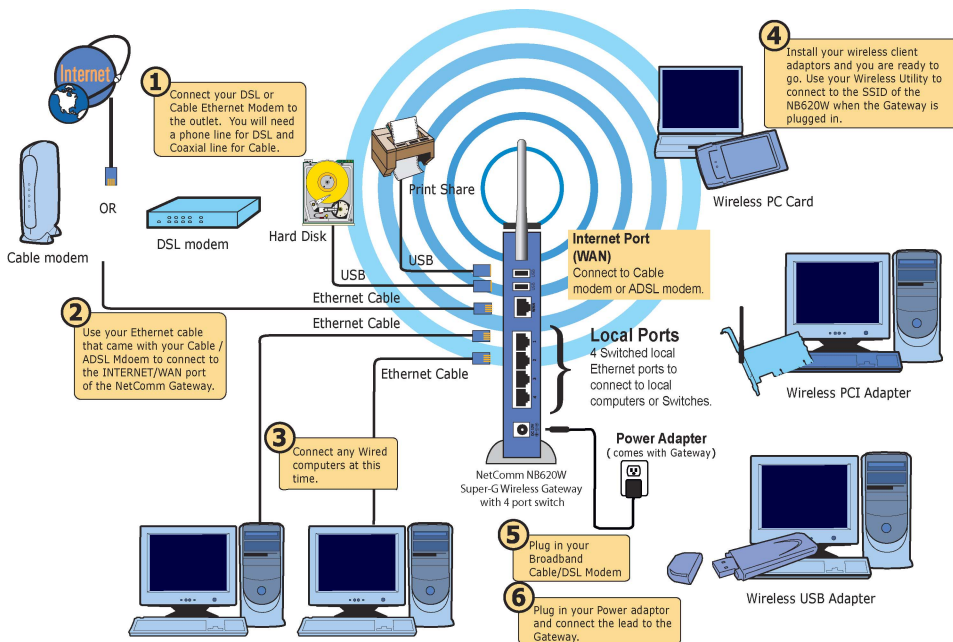 Internet
1
Connect your DSL or
Cable Ethernet Modem to
the outlet. You will need
a phone line for DSL and
Coaxial line for Cable.
OR
Cable modem
DSL modem
Hard Disk
Print Share
USB
USB
Ethernet Cable
Ethernet Cable
Ethernet Cable
2
Use your Ethernet cable
that came with your Cable /
ADSL Mdoem to connect to
the INTERNET/WAN port
of the NetComm Gateway.
3
Connect any Wired
computers at this
time.
Internet Port
(WAN)
Connect to Cable
modem or ADSL modem.
WAN
1
2
3
4
Local Ports
4 Switched local
Ethernet ports to
connect to local
computers or Switches.
Power Adapter
( comes with Gateway)
NetComm NB620W
Super-G Wireless Gateway
with 4 port switch
4
Install your wireless client
adaptors and you are ready to
go. Use your Wireless Utility to
connect to the SSID of the
NB620W when the Gateway is
plugged in.
Wireless PC Card
Wireless PCI Adapter
Wireless USB Adapter
5
Plug in your
Broadband
Cable/DSL Modem
6
Plug in your Power adaptor
and connect the lead to the
Gateway.